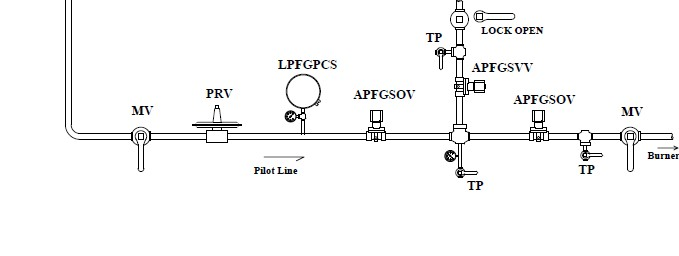 LOCK OPEN
TP
LPFGPCS
APFGSVV
PRV
APFGSOV
APFGSOV
MV
MV
Burner
Pilot Line
TP
TP